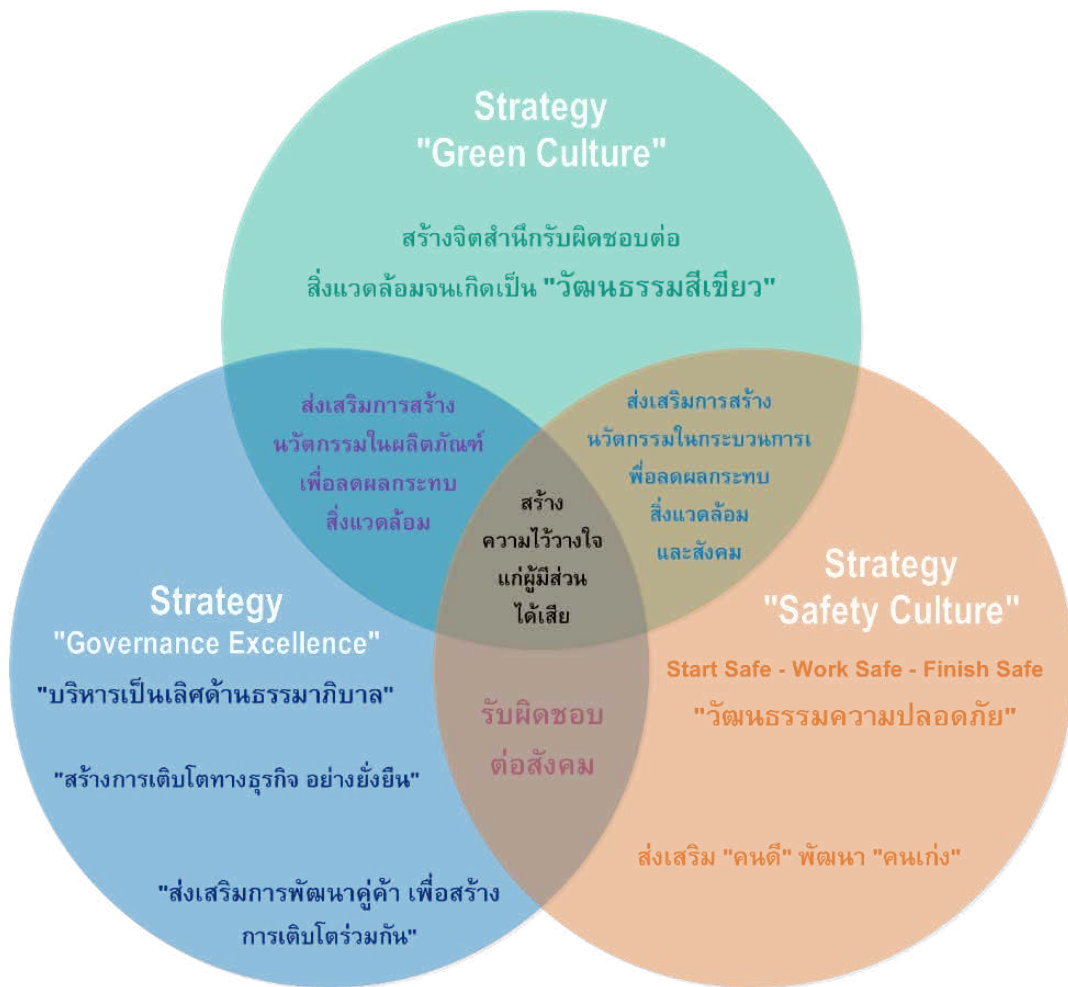 Strategy
"Green Culture"
สร้างจิตสำนึกรับผิดชอบต่อ
สิ่งแวดล้อมจนเกิดเป็น "วัฒนธรรมสีเขียว"
ส่งเสริมการสร้าง
นวัตกรรมในผลิตภัณฑ์
เพื่อลดผลกระทบ
สิ่งแวดล้อม
ส่งเสริมการสร้าง
นวัตกรรมในกระบวนการเ
พื่อลดผลกระทบ
สิ่งแวดล้อม
และสังคม
สร้าง
ความไว้วางใจ
แก่ผู้มีส่วน
ได้เสีย
Strategy
"Governance Excellence"
"บริหารเป็นเลิศด้านธรรมาภิบาล"
"สร้างการเติบโตทางธุรกิจ อย่างยั่งยืน"
"ส่งเสริมการพัฒนาคู่ค้า เพื่อสร้าง
การเติบโตร่วมกัน"
รับผิดชอบ
ต่อสังคม
Strategy
"Safety Culture"
Start Safe - Work Safe - Finish Safe
"วัฒนธรรมความปลอดภัย"
ส่งเสริม "คนดี" พัฒนา "คนเก่ง"